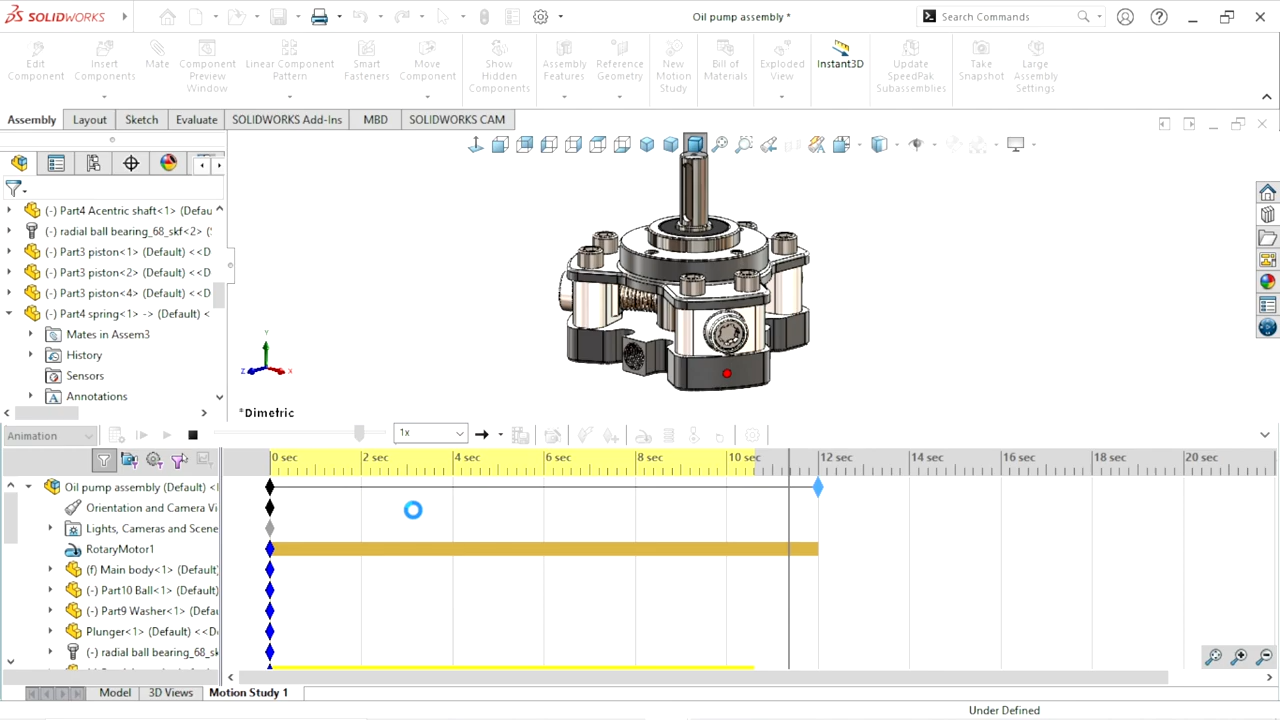 SOLIDWORKS
Oil pump assembly *
Search Commands
Edit Component
Insert Components
Mate
Component Preview Window
Linear Component Pattern
Smart Fasteners
Move Component
Show Hidden Components
Assembly Features
Reference Geometry
New Motion Study
Bill of Materials
Exploded View
Instant3D
Update SpeedPak Subassemblies
Take Snapshot
Large Assembly Settings
Assembly
Layout
Sketch
Evaluate
SOLIDWORKS Add-Ins
MBD
SOLIDWORKS CAM
(-) Part4 Acentric shaft<1> (Defau
(-) radial ball bearing_68_skf<2> (
(-) Part3 piston<1> (Default) <<D
(-) Part3 piston<2> (Default) <<D
(-) Part3 piston<4> (Default) <<D
(-) Part4 spring<1> -> (Default) <
Mates in Assem3
History
Sensors
Annotations
Y
Z
X
*Dimetric
Animation
1x
0 sec
2 sec
4 sec
6 sec
8 sec
10 sec
12 sec
14 sec
16 sec
18 sec
20 sec
Oil pump assembly (Default) <
Orientation and Camera Vi
Lights, Cameras and Scene
RotaryMotor1
(f) Main body<1> (Default)
(-) Part10 Ball<1> (Default)
(-) Part9 Washer<1> (Defau
Plunger<1> (Default) <<D
(-) radial ball bearing_68_sk
Model
3D Views
Motion Study 1
Under Defined